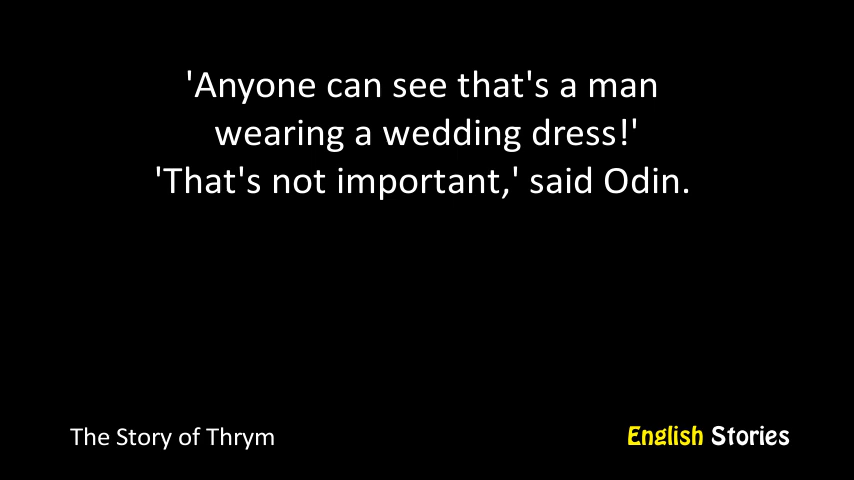 'Anyone can see that's a man
wearing a wedding dress!'
'That's not important,' said Odin.
The Story of Thrym
English Stories